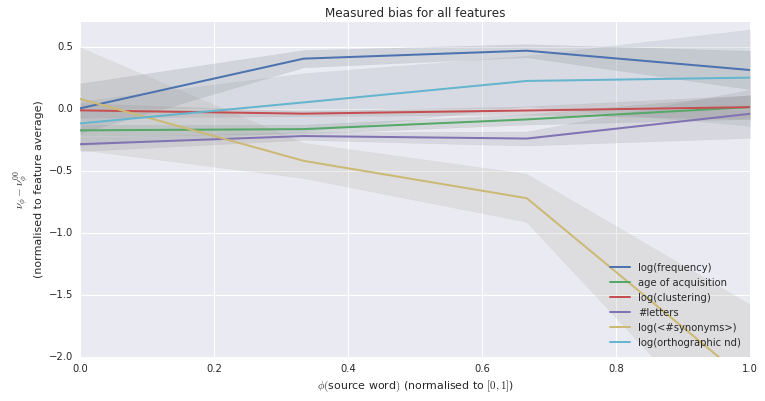 Measured bias for all features
0.5
0.0
−0.5
−1.0
−1.5
−2.0
ν_ϕ − ν_ϕ^00
(normalised to feature average)
log(frequency)
age of acquisition
log(clustering)
#letters
log(<#synonyms>)
log(orthographic nd)
0.0 0.2 0.4 0.6 0.8 1.0
ϕ(source word) (normalised to [0, 1])